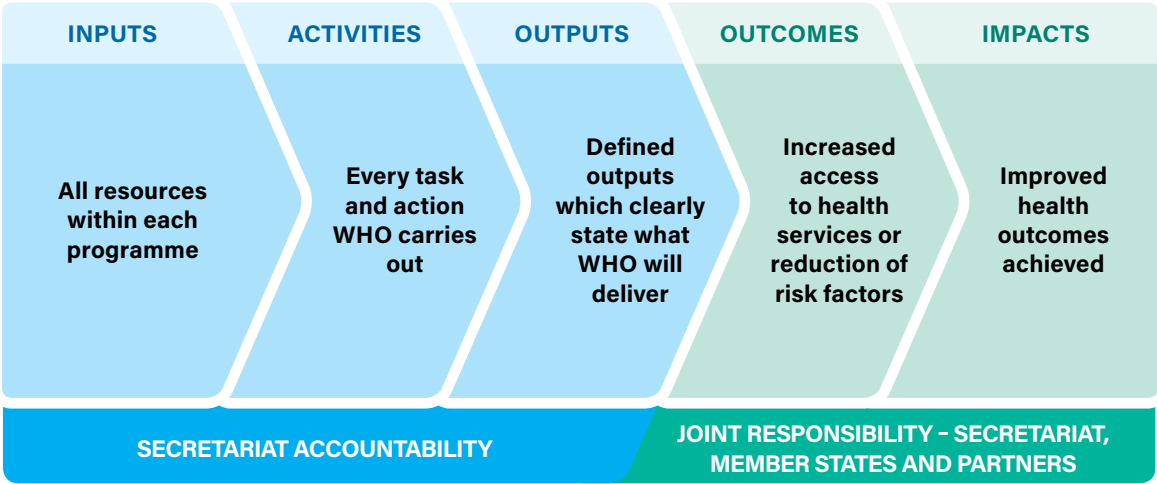 INPUTS
ACTIVITIES
OUTPUTS
OUTCOMES
IMPACTS
All resources
within each
programme
Every task
and action
WHO carries
out
Defined
outputs
which clearly
state what
WHO will
deliver
Increased
access
to health
services or
reduction of
risk factors
Improved
health
outcomes
achieved
SECRETARIAT ACCOUNTABILITY
JOINT RESPONSIBILITY – SECRETARIAT,
MEMBER STATES AND PARTNERS